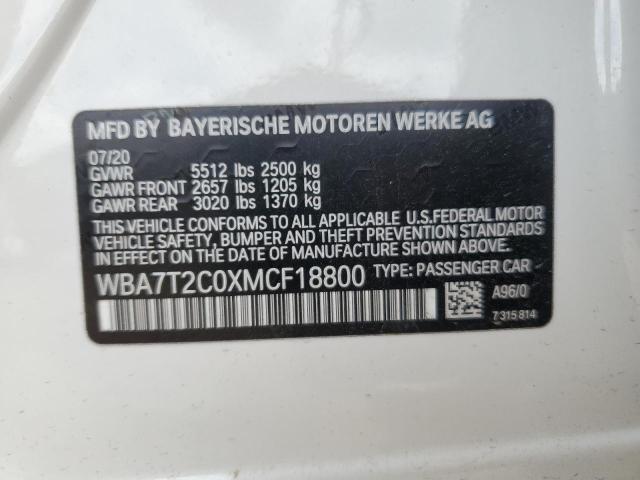 MFD BY BAYERISCHE MOTOREN WERKE AG
07/20
GVWR 5512 lbs 2500 kg
GAWR FRONT 2657 lbs 1205 kg
GAWR REAR 3020 lbs 1370 kg
THIS VEHICLE CONFORMS TO ALL APPLICABLE U.S.FEDERAL MOTOR
VEHICLE SAFETY, BUMPER AND THEFT PREVENTION STANDARDS
IN EFFECT ON THE DATE OF MANUFACTURE SHOWN ABOVE.
WBA7T2C0XMCF18800 TYPE: PASSENGER CAR
A96/0
7315814